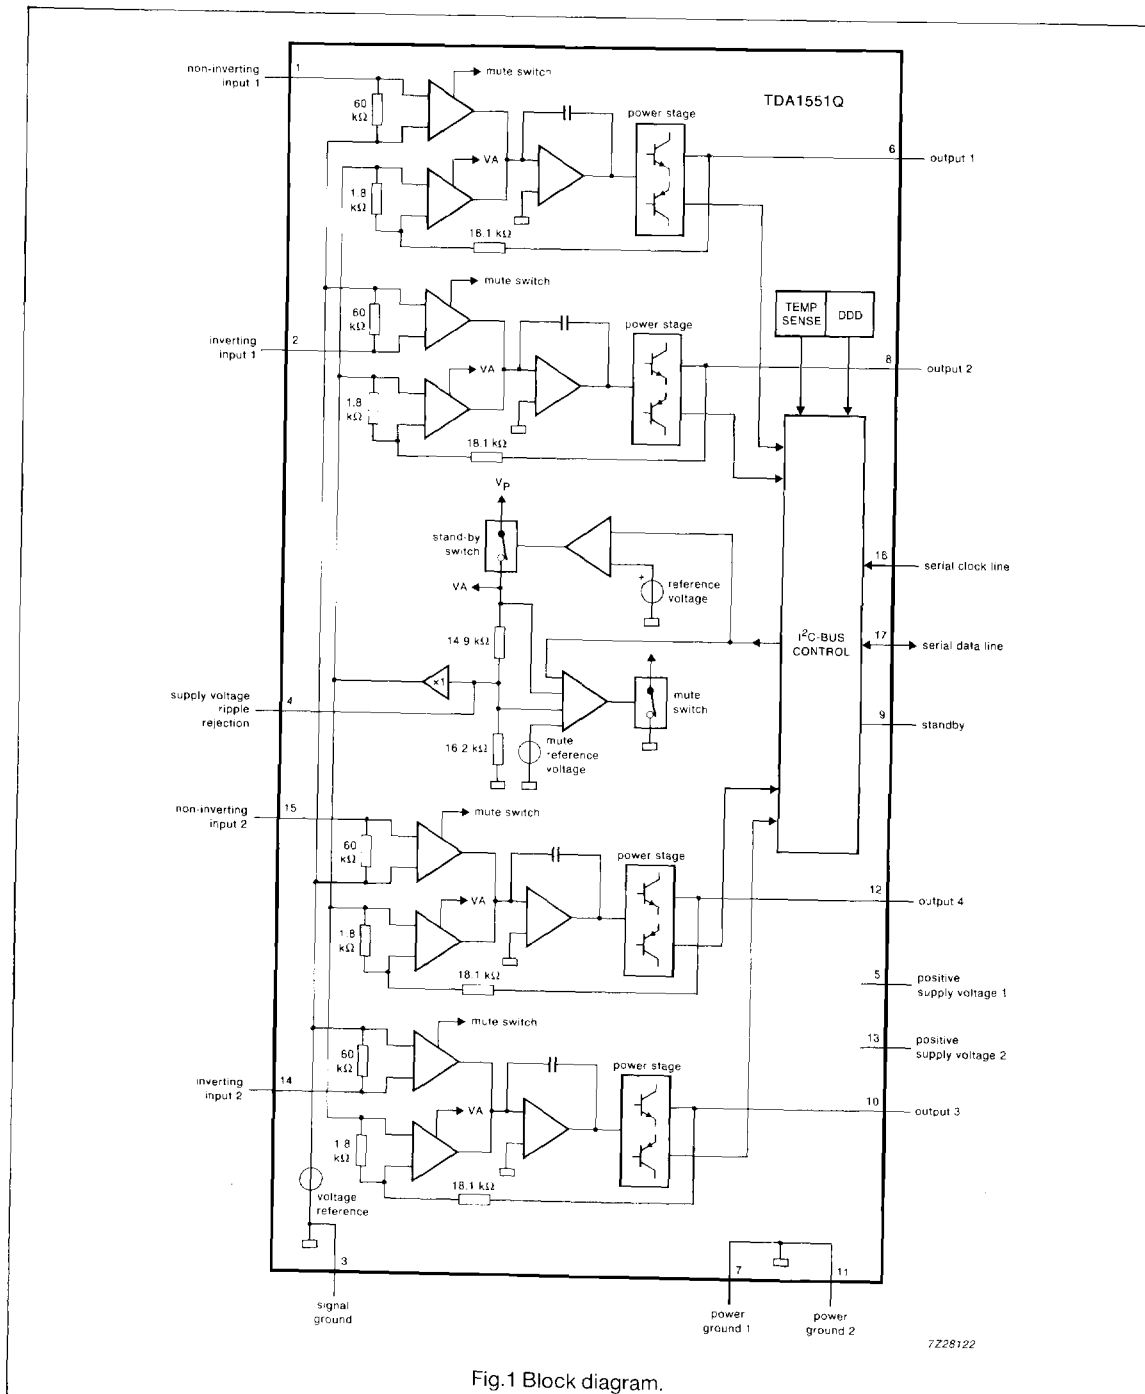 non-inverting
input 1
1
mute switch
TDA1551Q
60
kΩ
power stage
VA
6
output 1
1.8
kΩ
18.1 kΩ
mute switch
60
kΩ
power stage
TEMP
SENSE
DDD
inverting
input 1
2
VA
8
output 2
1.8
kΩ
18.1 kΩ
VP
stand-by
switch
+
reference
voltage
16
serial clock line
VA
14.9 kΩ
I²C-BUS
CONTROL
17
serial data line
×1
supply voltage
ripple
rejection
4
mute
switch
9
standby
16.2 kΩ
mute
reference
voltage
non-inverting
input 2
15
mute switch
60
kΩ
power stage
VA
12
output 4
1.8
kΩ
18.1 kΩ
5
positive
supply voltage 1
mute switch
13
positive
supply voltage 2
60
kΩ
power stage
inverting
input 2
14
VA
10
output 3
1.8
kΩ
18.1 kΩ
voltage
reference
3
signal
ground
7
power
ground 1
11
power
ground 2
7Z28122
Fig.1 Block diagram.